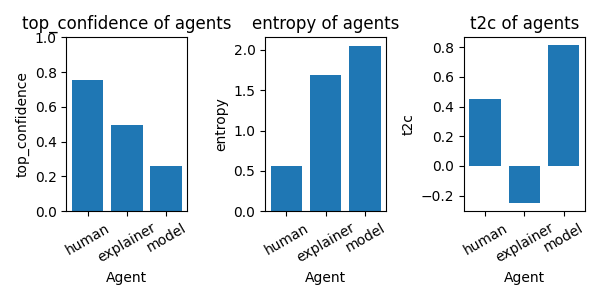 top_confidence of agents
top_confidence
1.0
0.8
0.6
0.4
0.2
0.0
human
explainer
model
Agent
entropy of agents
entropy
2.0
1.5
1.0
0.5
0.0
human
explainer
model
Agent
t2c of agents
t2c
0.8
0.6
0.4
0.2
0.0
−0.2
human
explainer
model
Agent